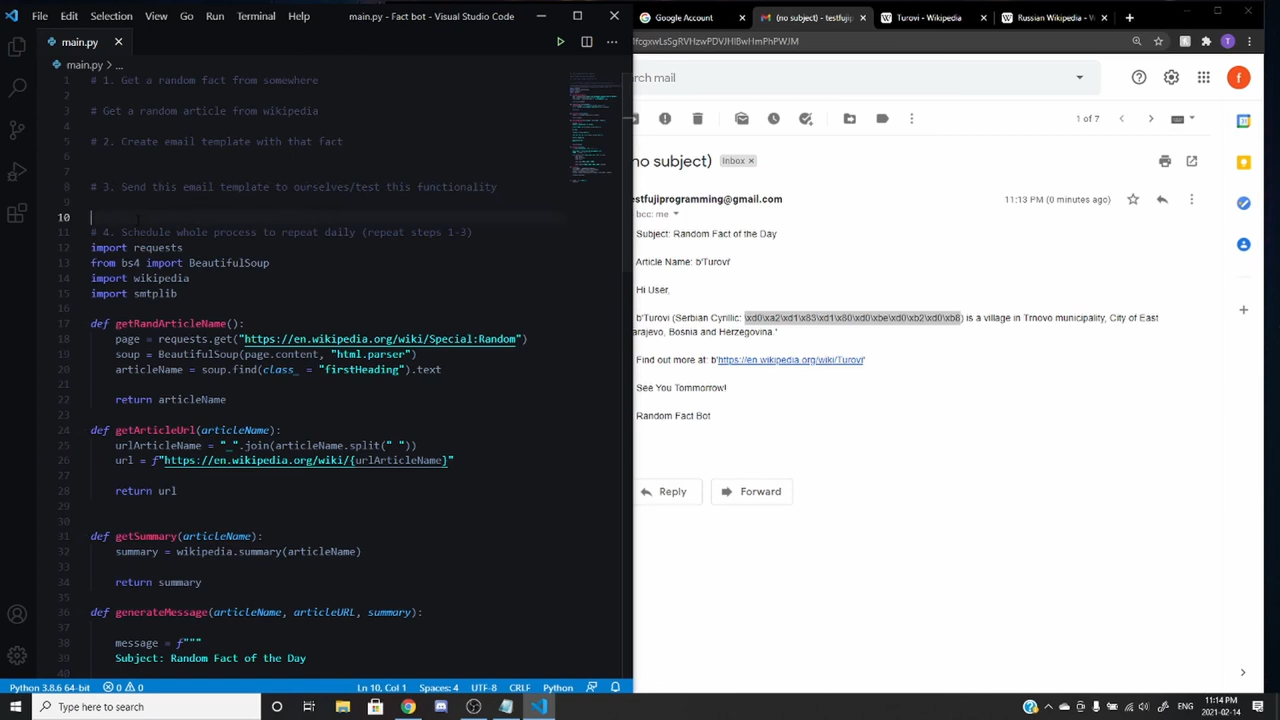 File Edit Selection View Go Run Terminal Help main.py - Fact bot - Visual Studio Code
main.py
main.py > ...
1 # 1. Get a random fact from somewhere
2
3 # Get a random article from wikipedia
4
5 # 2. Create email template with that fact
6
7
8 # 3. Send this email template to ourselves/test this functionality
9
10
11 # 4. Schedule whole process to repeat daily (repeat steps 1-3)
12 import requests
13 from bs4 import BeautifulSoup
14 import wikipedia
15 import smtplib
16
17 def getRandArticleName():
18 page = requests.get("https://en.wikipedia.org/wiki/Special:Random")
19 soup = BeautifulSoup(page.content, "html.parser")
20 articleName = soup.find(class_ = "firstHeading").text
21
22 return articleName
23
24 def getArticleUrl(articleName):
25 urlArticleName = "_".join(articleName.split(" "))
26 url = f"https://en.wikipedia.org/wiki/{urlArticleName}"
27
28 return url
29
30
31 def getSummary(articleName):
32 summary = wikipedia.summary(articleName)
33
34 return summary
35
36 def generateMessage(articleName, articleURL, summary):
37
38 message = f"""
39 Subject: Random Fact of the Day
40
Python 3.8.6 64-bit 0 0 Ln 10, Col 1 Spaces: 4 UTF-8 CRLF Python
Google Account
(no subject) - testfujip
Turovi - Wikipedia
Russian Wikipedia - W
T
lfcgxwLsSgRVHzwPDVJHlBwHmPhPWJM
rch mail
f
1 of 7
no subject) Inbox
estfujiprogramming@gmail.com 11:13 PM (0 minutes ago)
bcc: me
Subject: Random Fact of the Day
Article Name: b'Turovi'
Hi User,
b'Turovi (Serbian Cyrillic: \xd0\xa2\xd1\x83\xd1\x80\xd0\xbe\xd0\xb2\xd0\xb8) is a village in Trnovo municipality, City of East
arajevo, Bosnia and Herzegovina.'
Find out more at: b'https://en.wikipedia.org/wiki/Turovi'
See You Tommorrow!
Random Fact Bot
Reply Forward
Type here to search
ENG
11:14 PM
2021-02-14